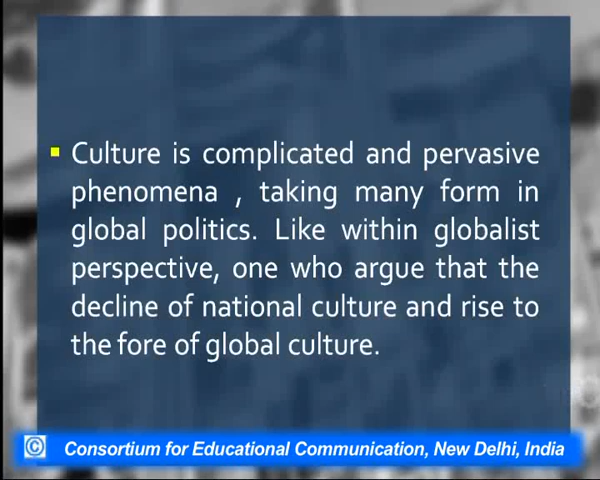 Culture is complicated and pervasive
phenomena , taking many form in
global politics. Like within globalist
perspective, one who argue that the
decline of national culture and rise to
the fore of global culture.
© Consortium for Educational Communication, New Delhi, India